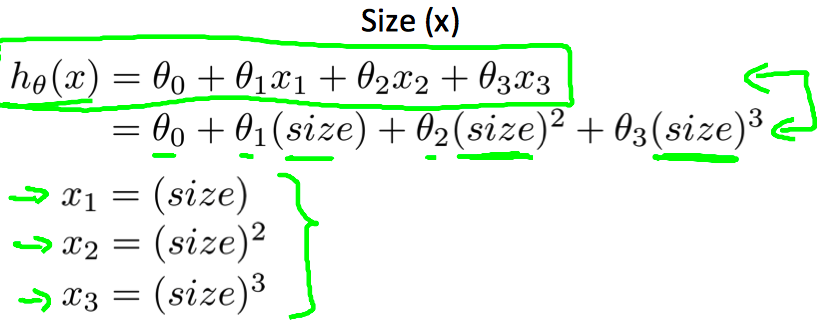 Size (x)
hθ(x) = θ₀ + θ₁x₁ + θ₂x₂ + θ₃x₃
= θ₀ + θ₁(size) + θ₂(size)² + θ₃(size)³
x₁ = (size)
x₂ = (size)²
x₃ = (size)³